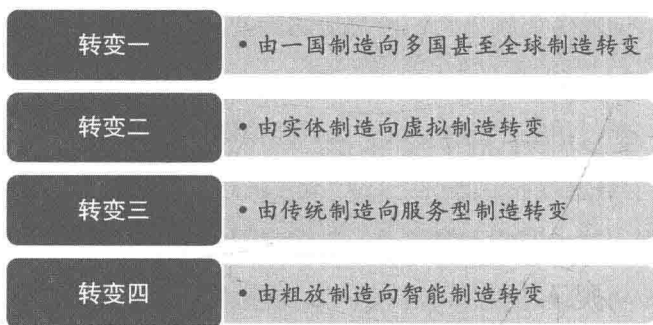 转变一
• 由一国制造向多国甚至全球制造转变
转变二
• 由实体制造向虚拟制造转变
转变三
• 由传统制造向服务型制造转变
转变四
• 由粗放制造向智能制造转变